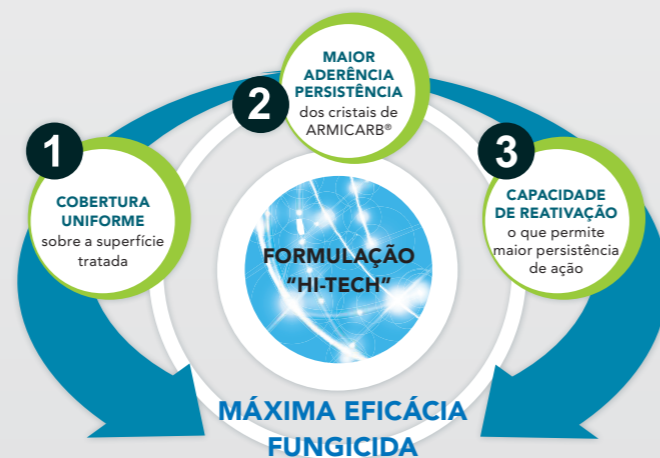 1
COBERTURA
UNIFORME
sobre a superfície
tratada
2
MAIOR
ADERÊNCIA
PERSISTÊNCIA
dos cristais de
ARMICARB®
3
CAPACIDADE
DE REATIVAÇÃO
o que permite
maior persistência
de ação
FORMULAÇÃO
“HI-TECH”
MÁXIMA EFICÁCIA
FUNGICIDA